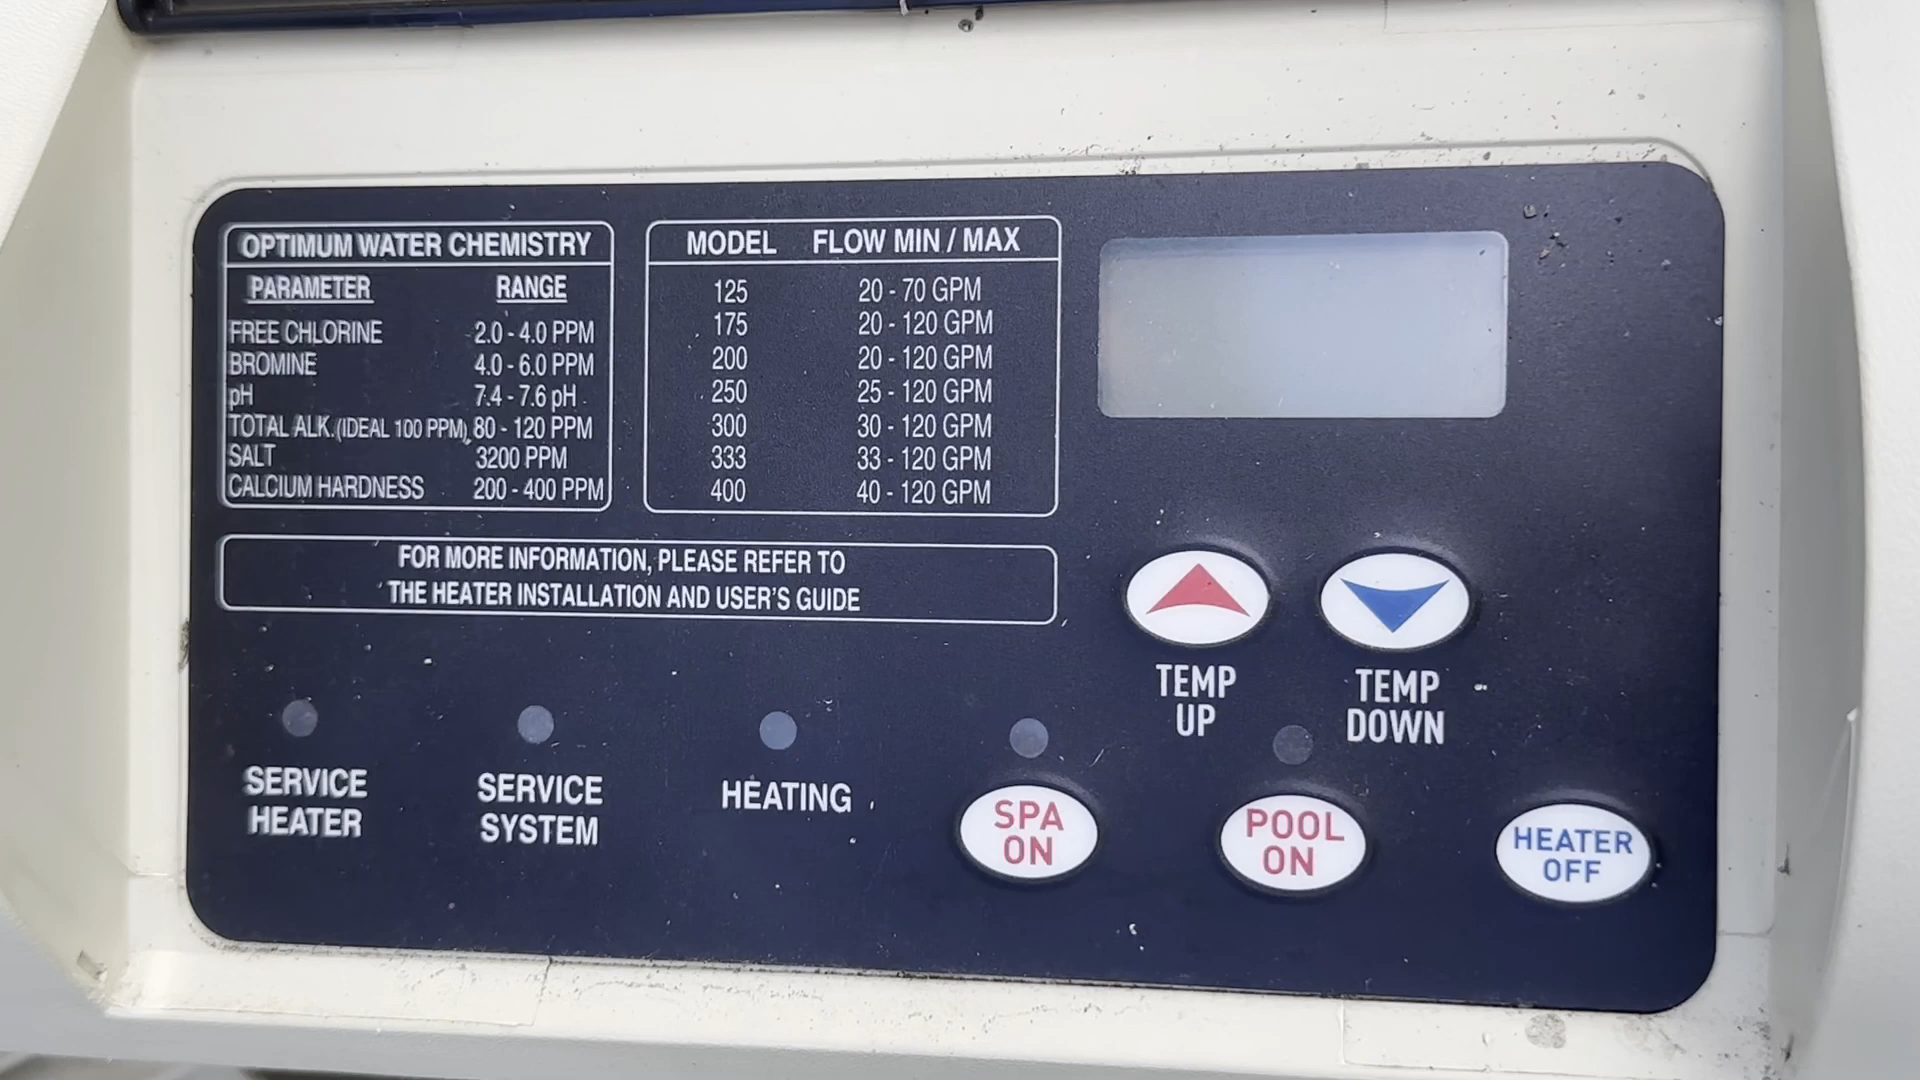 OPTIMUM WATER CHEMISTRY
PARAMETER RANGE
FREE CHLORINE 2.0 - 4.0 PPM
BROMINE 4.0 - 6.0 PPM
pH 7.4 - 7.6 pH
TOTAL ALK. (IDEAL 100 PPM) 80 - 120 PPM
SALT 3200 PPM
CALCIUM HARDNESS 200 - 400 PPM
MODEL FLOW MIN / MAX
125 20 - 70 GPM
175 20 - 120 GPM
200 20 - 120 GPM
250 25 - 120 GPM
300 30 - 120 GPM
333 33 - 120 GPM
400 40 - 120 GPM
FOR MORE INFORMATION, PLEASE REFER TO
THE HEATER INSTALLATION AND USER'S GUIDE
TEMP
UP
TEMP
DOWN
SERVICE
HEATER
SERVICE
SYSTEM
HEATING
SPA
ON
POOL
ON
HEATER
OFF